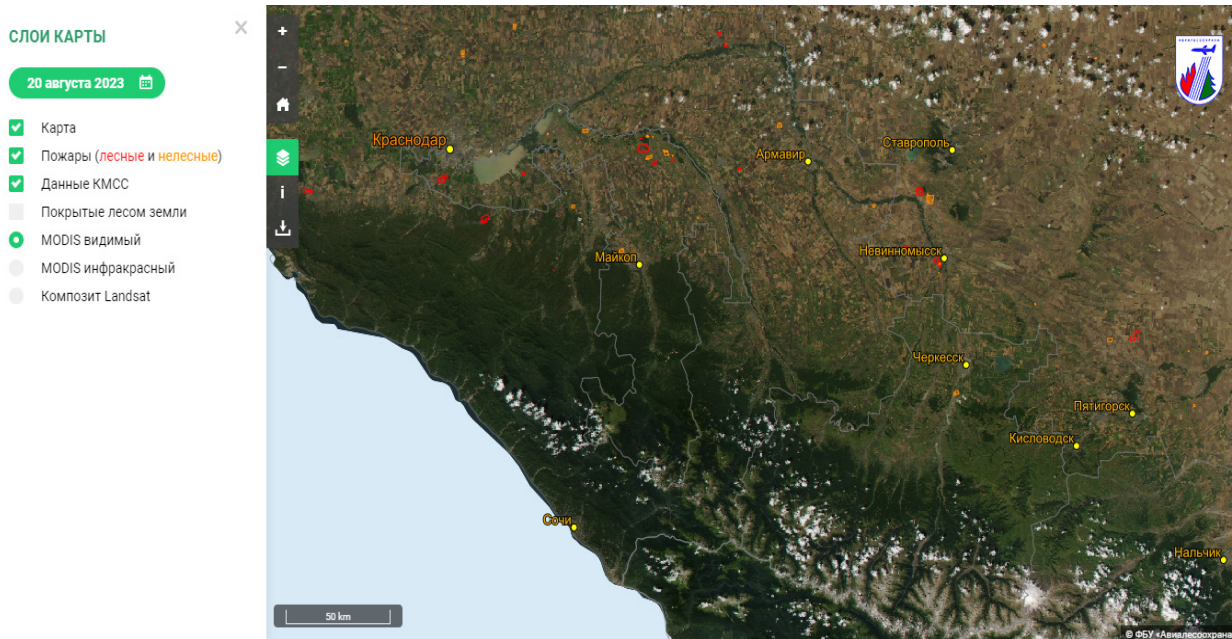 СЛОИ КАРТЫ
×
20 августа 2023
Карта
Пожары (лесные и нелесные)
Данные КМСС
Покрытые лесом земли
MODIS видимый
MODIS инфракрасный
Композит Landsat
+
−
i
Краснодар
Армавир
Ставрополь
Майкоп
Невинномысск
Черкесск
Пятигорск
Кисловодск
Сочи
Нальчик
50 km
© ФБУ «Авиалесоохран